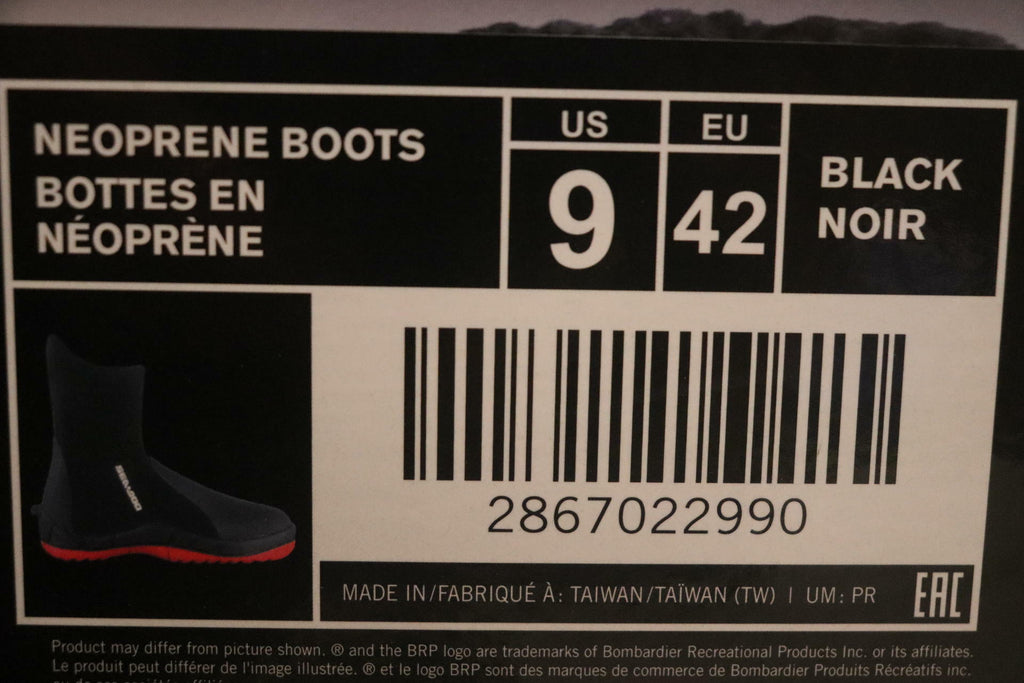 NEOPRENE BOOTS
BOTTES EN
NÉOPRÈNE
US
9
EU
42
BLACK
NOIR
SEA-DOO
2867022990
MADE IN/FABRIQUÉ À: TAIWAN/TAÏWAN (TW) | UM: PR
EAC
Product may differ from picture shown. ® and the BRP logo are trademarks of Bombardier Recreational Products Inc. or its affiliates.
Le produit peut différer de l'image illustrée. ® et le logo BRP sont des marques de commerce de Bombardier Produits Récréatifs inc.